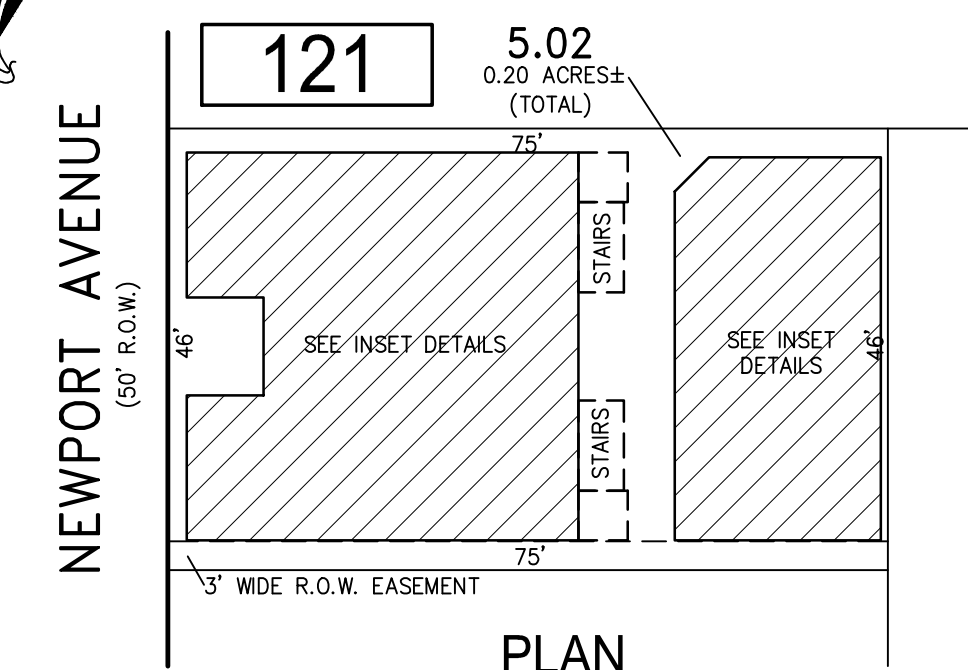 121
5.02
0.20 ACRES±
(TOTAL)
75'
NEWPORT AVENUE
(50' R.O.W.)
46'
SEE INSET DETAILS
STAIRS
STAIRS
SEE INSET
DETAILS
46'
75'
3' WIDE R.O.W. EASEMENT
PLAN